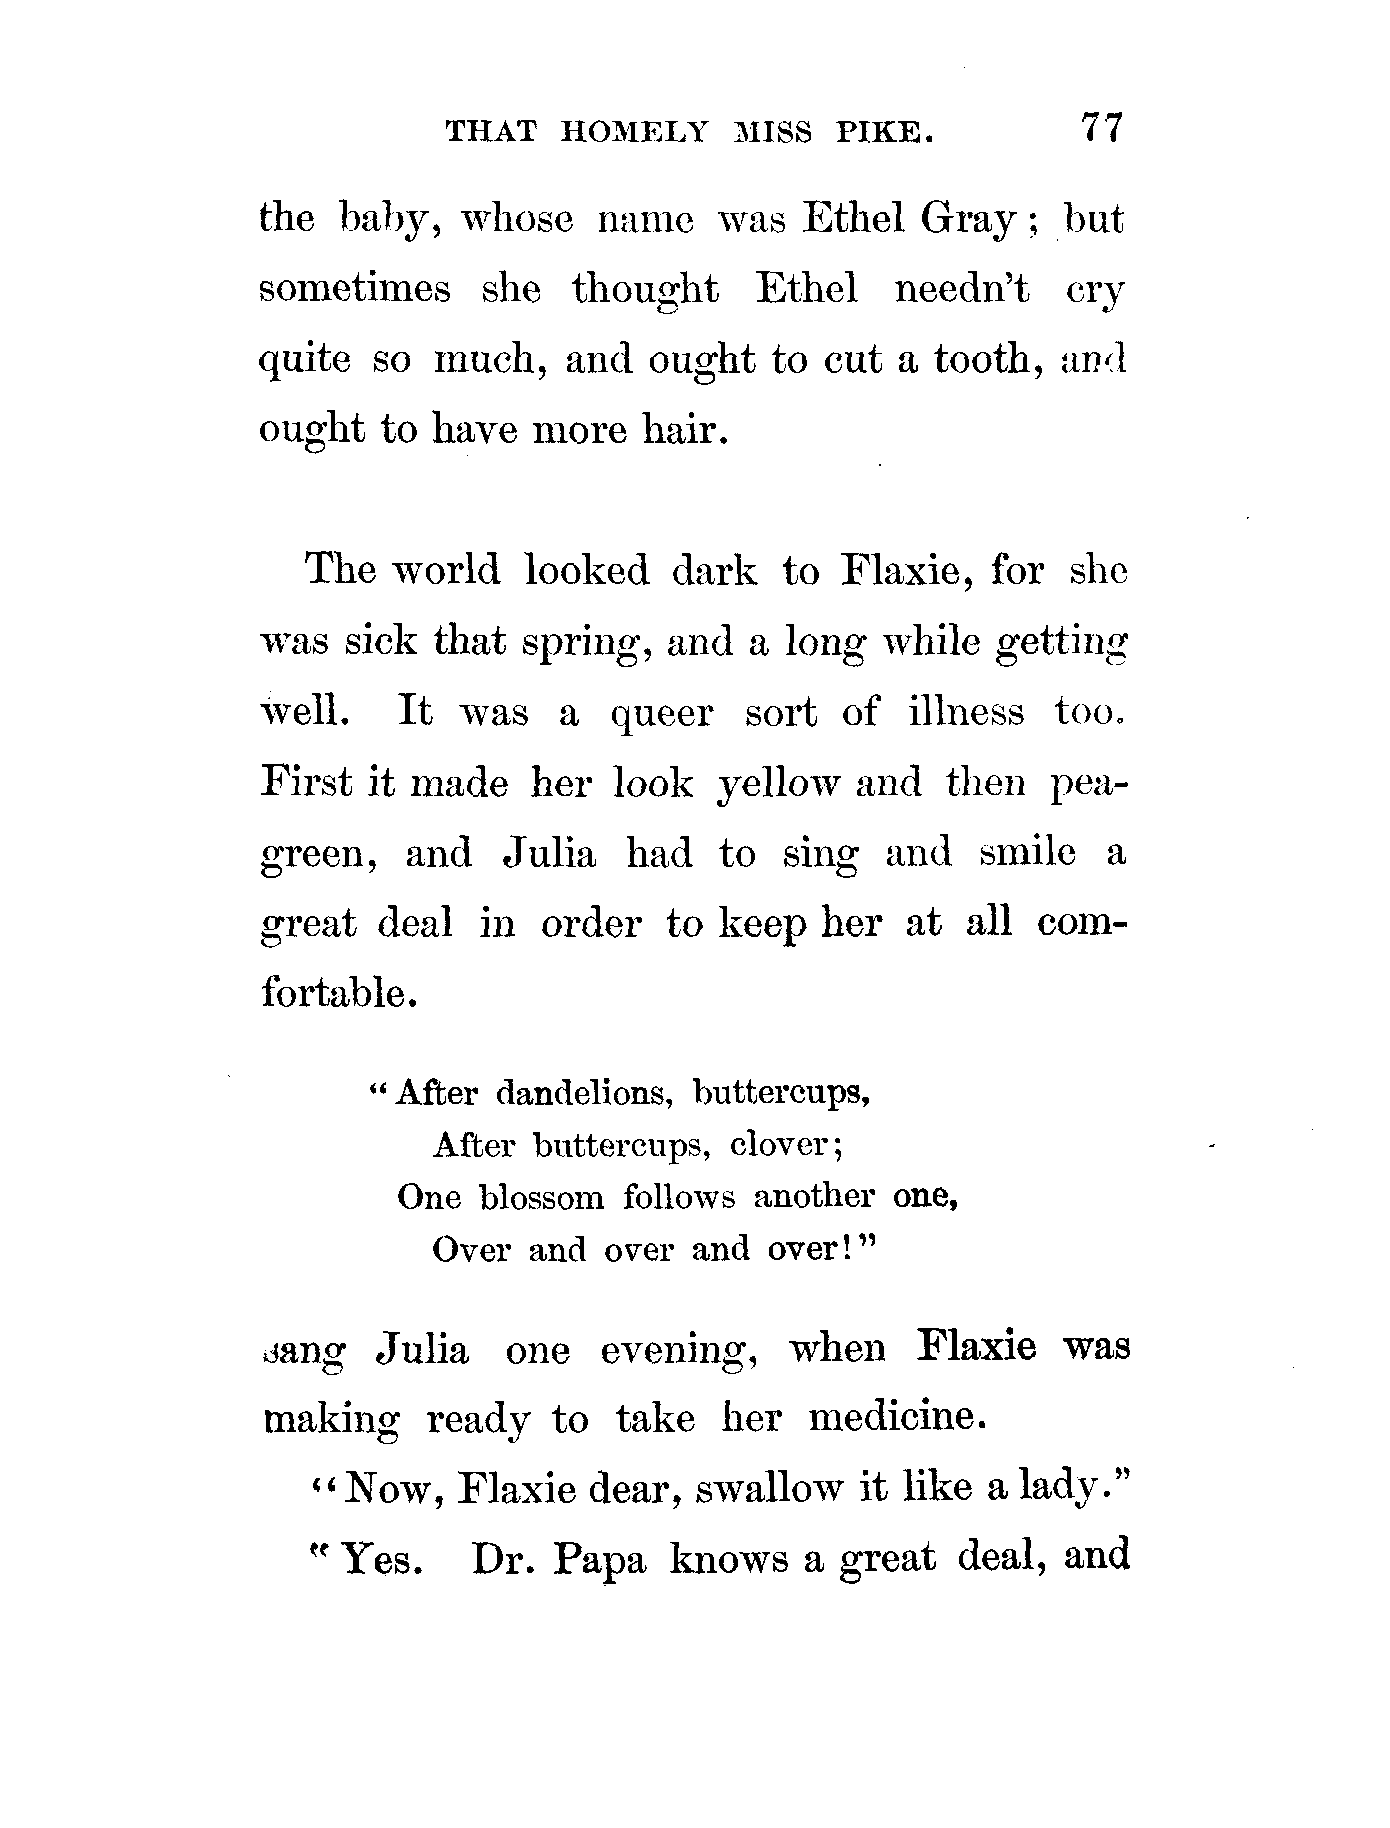 THAT HOMELY MISS PIKE. 77
the baby, whose name was Ethel Gray; but
sometimes she thought Ethel needn't cry
quite so much, and ought to cut a tooth, and
ought to have more hair.
The world looked dark to Flaxie, for she
was sick that spring, and a long while getting
well. It was a queer sort of illness too.
First it made her look yellow and then pea-
green, and Julia had to sing and smile a
great deal in order to keep her at all com-
fortable.
"After dandelions, buttercups,
After buttercups, clover;
One blossom follows another one,
Over and over and over!"
sang Julia one evening, when Flaxie was
making ready to take her medicine.
"Now, Flaxie dear, swallow it like a lady."
"Yes. Dr. Papa knows a great deal, and